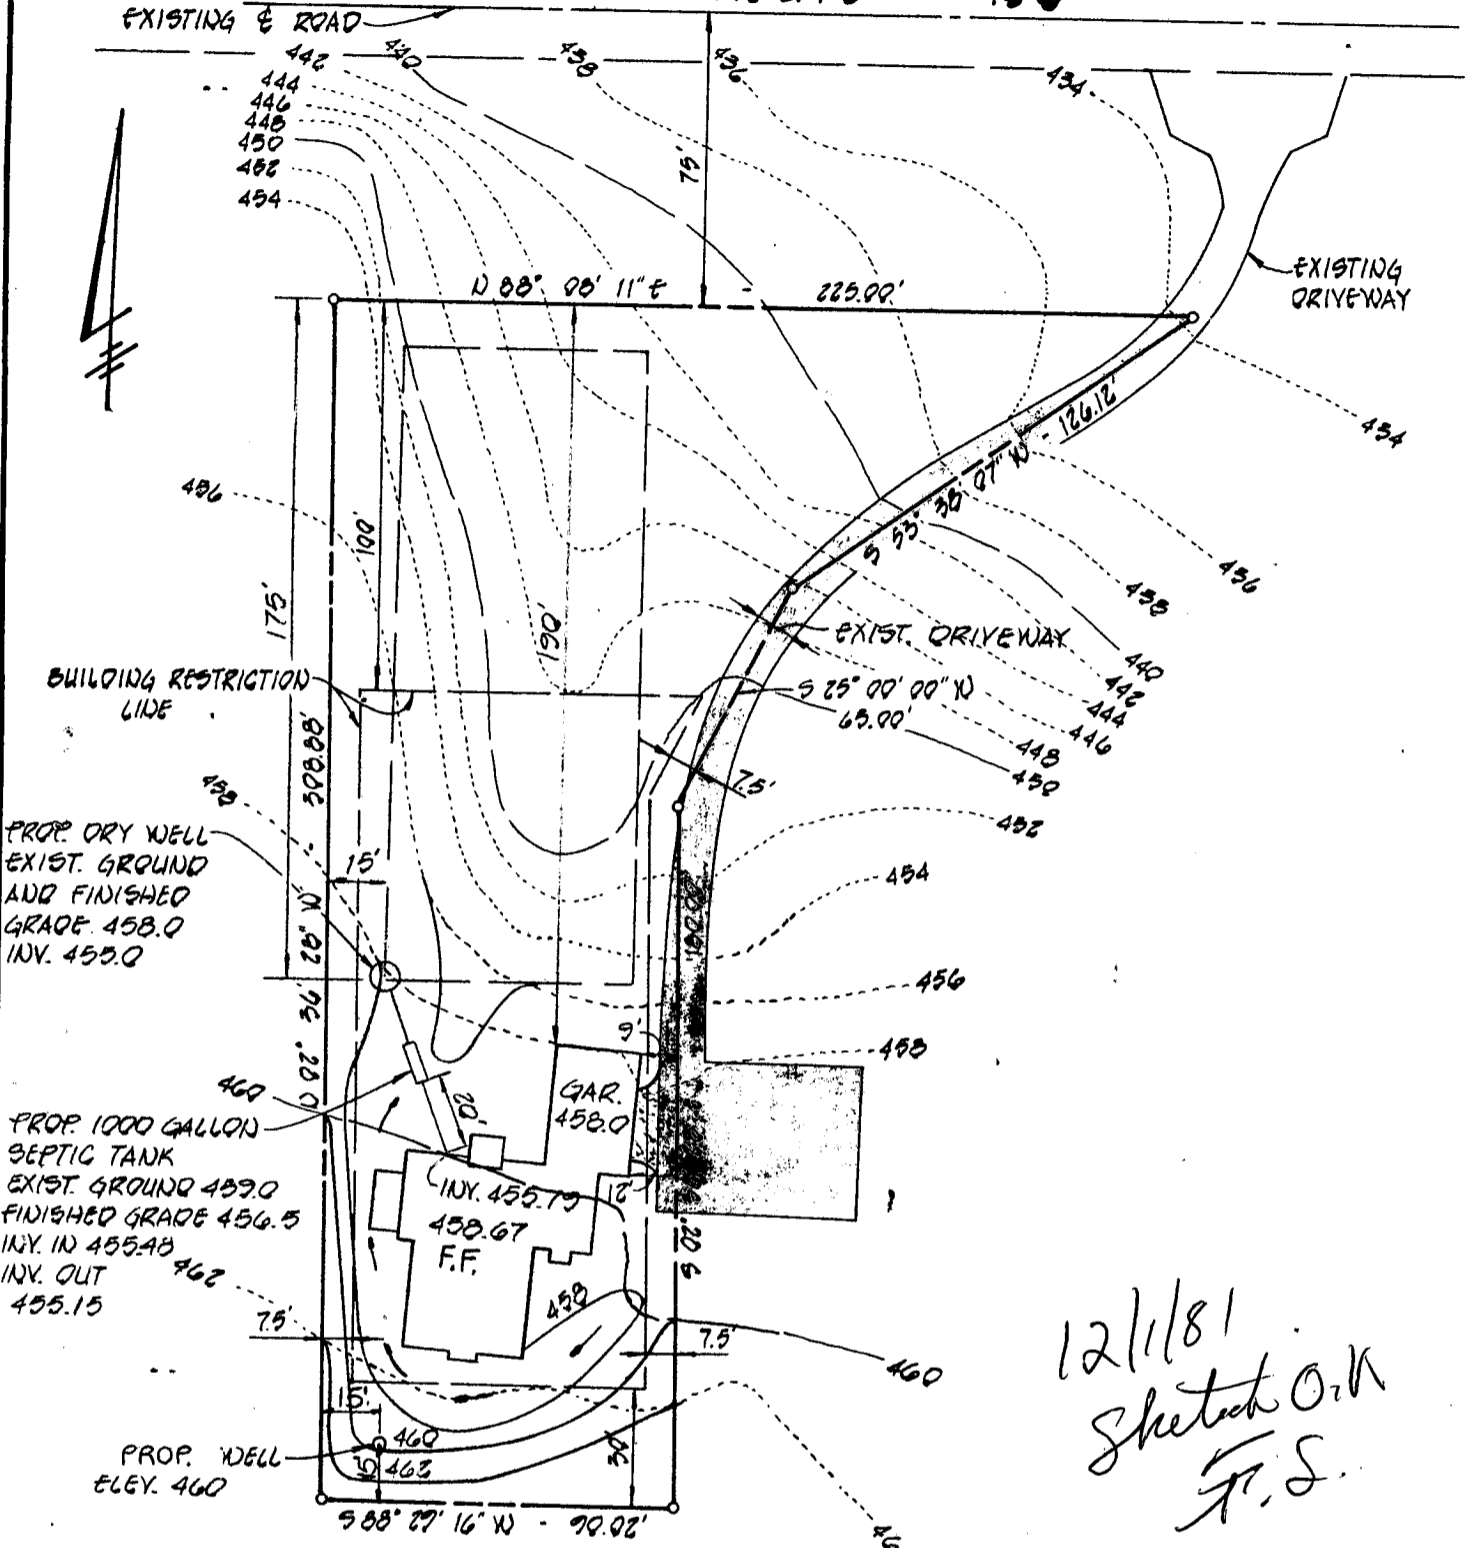 EXISTING ℄ ROAD
442
440
438
436
434
444
446
448
450
452
454
75'
EXISTING
DRIVEWAY
N 88° 08' 11" E - 225.00'
434
S 53° 38' 07" W - 126.12'
456
100'
436
438
175'
190'
EXIST. DRIVEWAY
440
BUILDING RESTRICTION
LINE
S 25° 00' 00" W
65.00'
442
444
446
448
450
7.5'
458
452
PROP. DRY WELL
EXIST. GROUND
AND FINISHED
GRADE 458.0
INV. 455.0
15'
454
N 02° 36' 28" W - 308.88'
456
9'
458
460
GAR.
458.0
20'
PROP. 1000 GALLON
SEPTIC TANK
EXIST. GROUND 459.0
FINISHED GRADE 456.5
INV. IN 455.48
INV. OUT
455.15
INV. 455.79
12'
458.67
F.F.
462
458
7.5'
7.5'
460
15'
PROP. WELL
ELEV. 460
460
15'
462
30'
S 88° 29' 16" W - 90.02'
12/1/81
Sketch O.K
F.S.